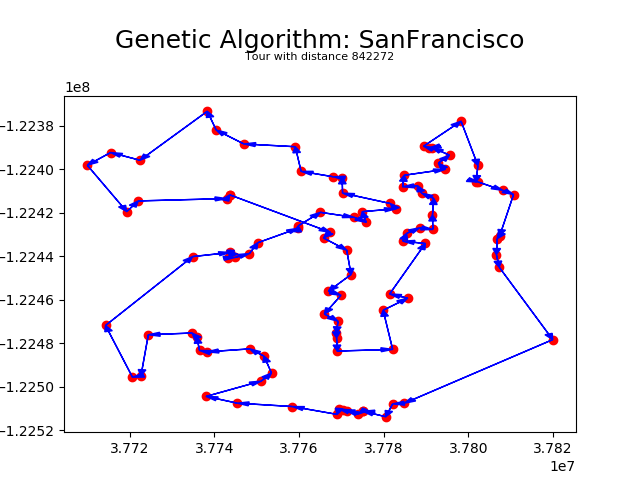 Genetic Algorithm: SanFrancisco
Tour with distance 842272
1e8
-1.2238
-1.2240
-1.2242
-1.2244
-1.2246
-1.2248
-1.2250
-1.2252
3.772 3.774 3.776 3.778 3.780 3.782
1e7